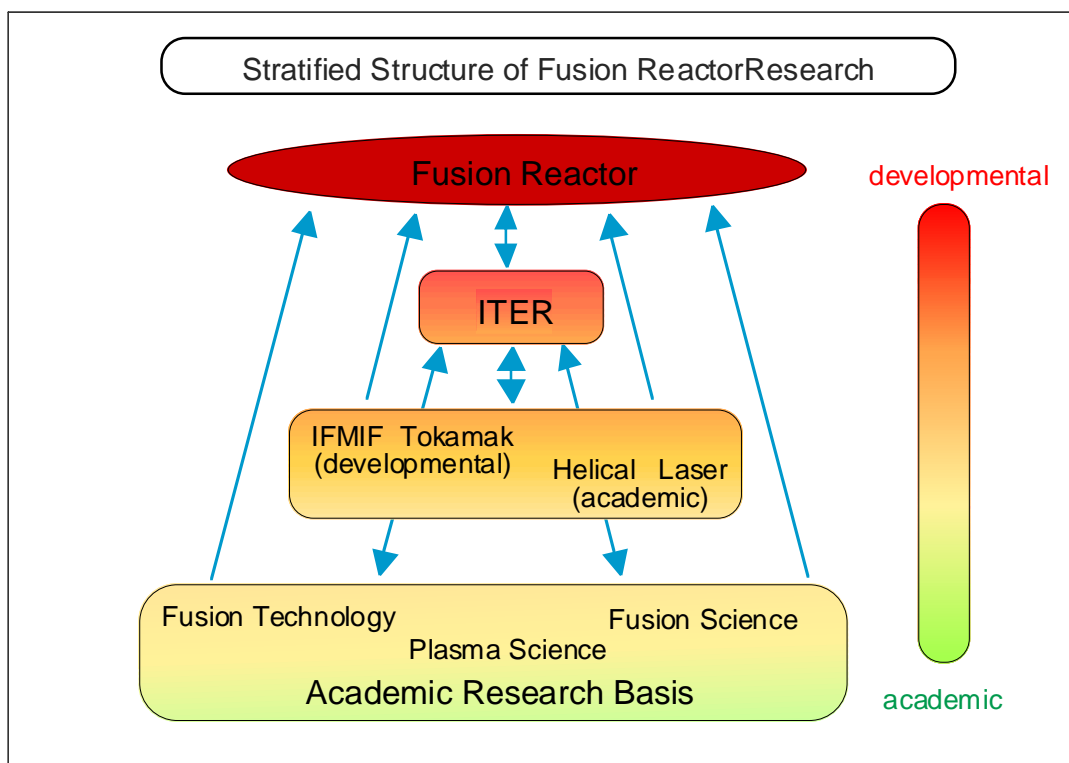 Stratified Structure of Fusion ReactorResearch
Fusion Reactor
developmental
ITER
IFMIF Tokamak
(developmental)
Helical Laser
(academic)
Fusion Technology
Fusion Science
Plasma Science
Academic Research Basis
academic